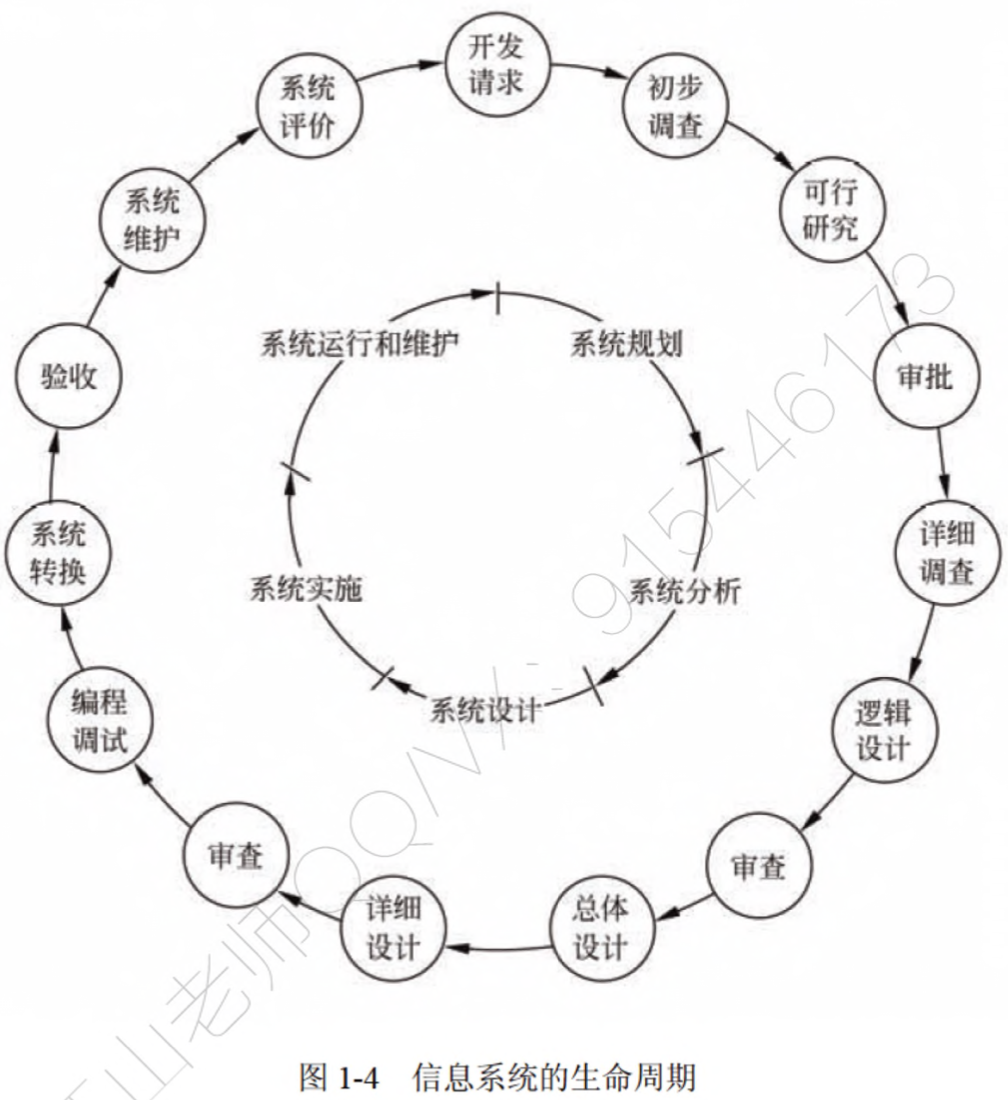 开发
请求
初步
调查
可行
研究
审批
详细
调查
逻辑
设计
审查
总体
设计
详细
设计
审查
编程
调试
系统
转换
验收
系统
维护
系统
评价
系统规划
系统分析
系统设计
系统实施
系统运行和维护
山老师QQ/V/
915446173
图 1-4 信息系统的生命周期